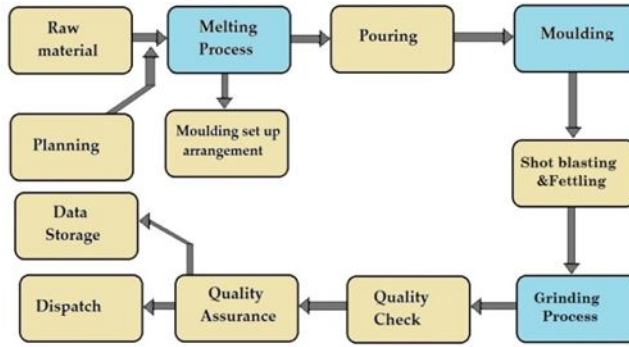 Raw
material
Melting
Process
Pouring
Moulding
Planning
Moulding set up
arrangement
Shot blasting
&Fettling
Data
Storage
Dispatch
Quality
Assurance
Quality
Check
Grinding
Process